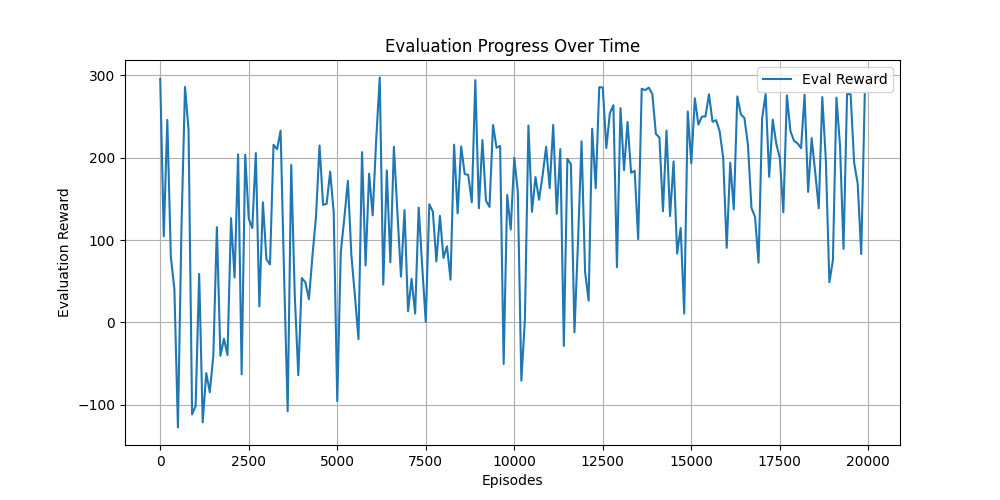 Evaluation Progress Over Time
Eval Reward
Evaluation Reward
300
200
100
0
−100
0 2500 5000 7500 10000 12500 15000 17500 20000
Episodes